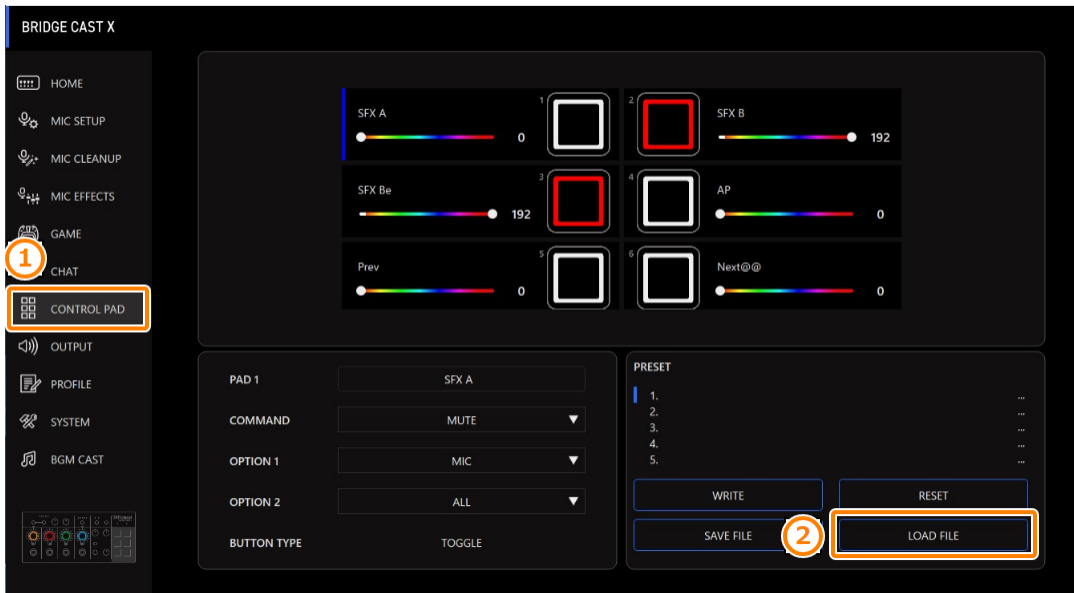 BRIDGE CAST X
HOME
MIC SETUP
MIC CLEANUP
MIC EFFECTS
GAME
1
CHAT
CONTROL PAD
OUTPUT
PROFILE
SYSTEM
BGM CAST
SFX A
0
1
2
SFX B
192
SFX Be
192
3
4
AP
0
Prev
0
5
6
Next@@
0
PAD 1
SFX A
COMMAND
MUTE
OPTION 1
MIC
OPTION 2
ALL
BUTTON TYPE
TOGGLE
PRESET
1. ...
2. ...
3. ...
4. ...
5. ...
WRITE
RESET
SAVE FILE
2
LOAD FILE